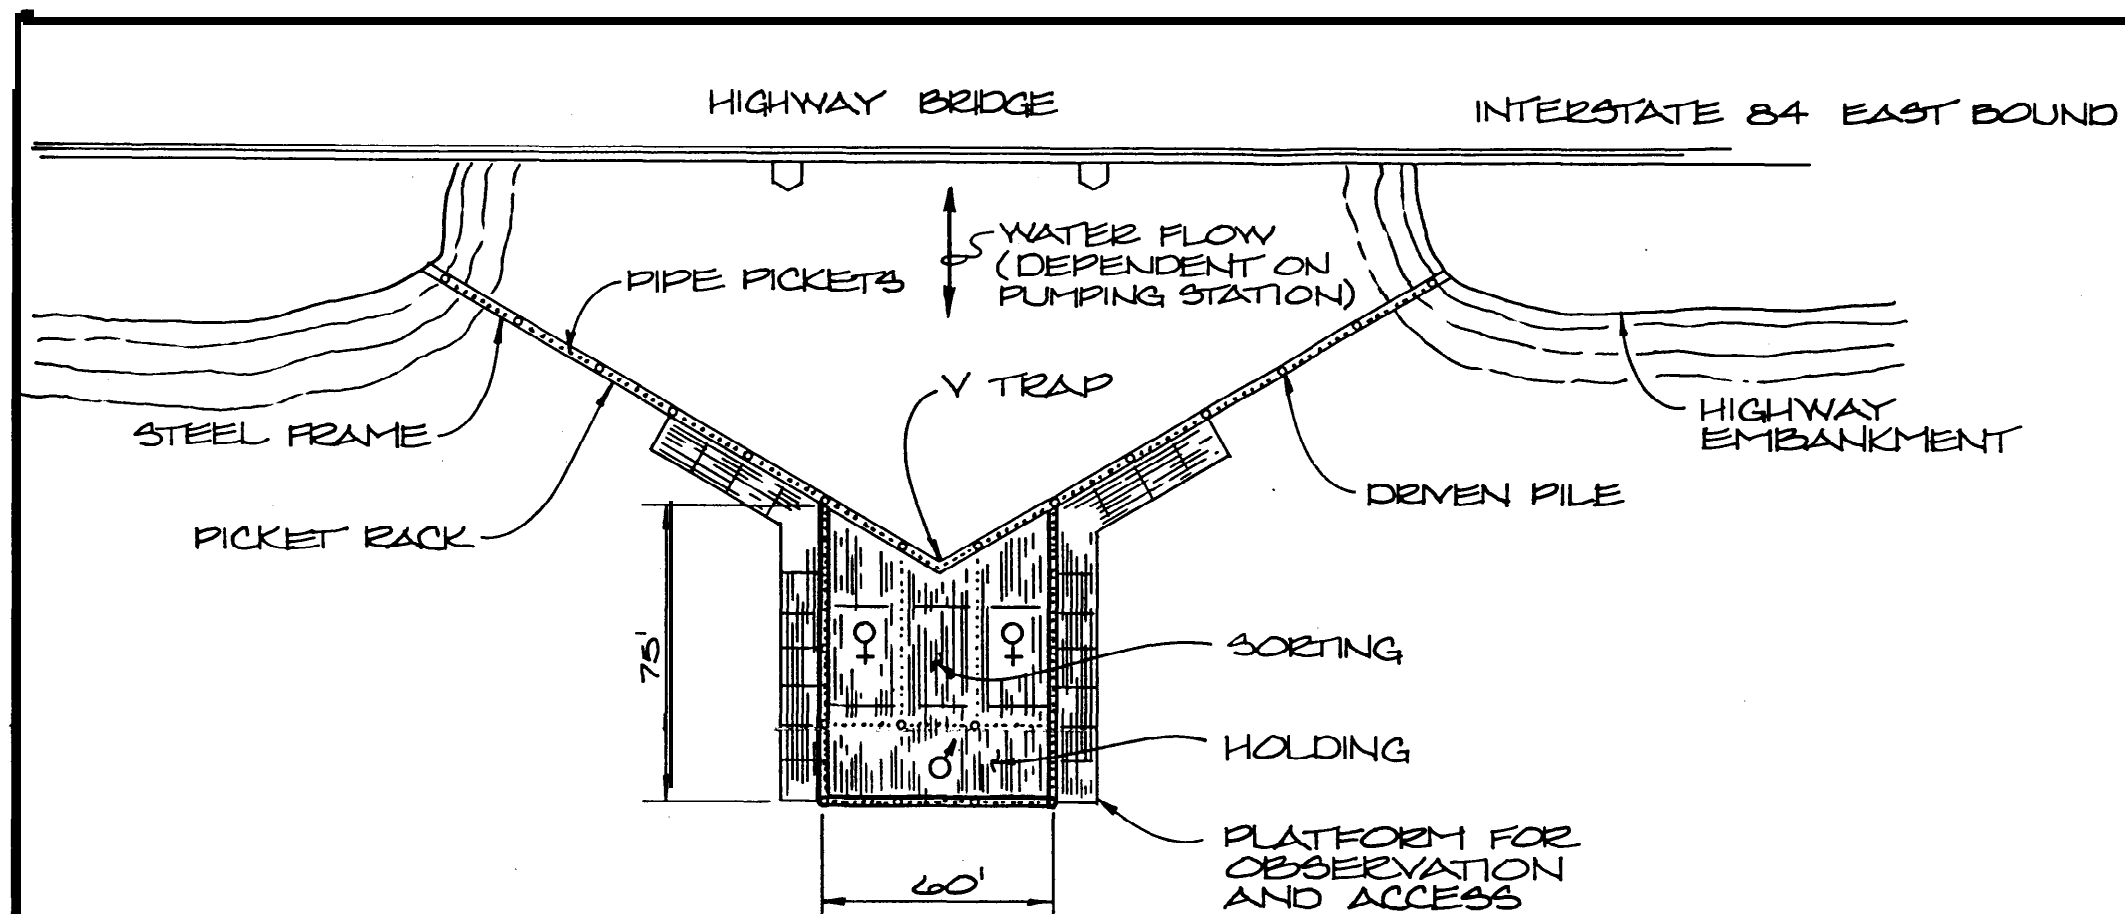 HIGHWAY BRIDGE
INTERSTATE 84 EAST BOUND
WATER FLOW
(DEPENDENT ON
PUMPING STATION)
PIPE PICKETS
V TRAP
STEEL FRAME
HIGHWAY
EMBANKMENT
DRIVEN PILE
PICKET RACK
75'
♀ ♀
SORTING
HOLDING
♂
PLATFORM FOR
OBSERVATION
AND ACCESS
60'